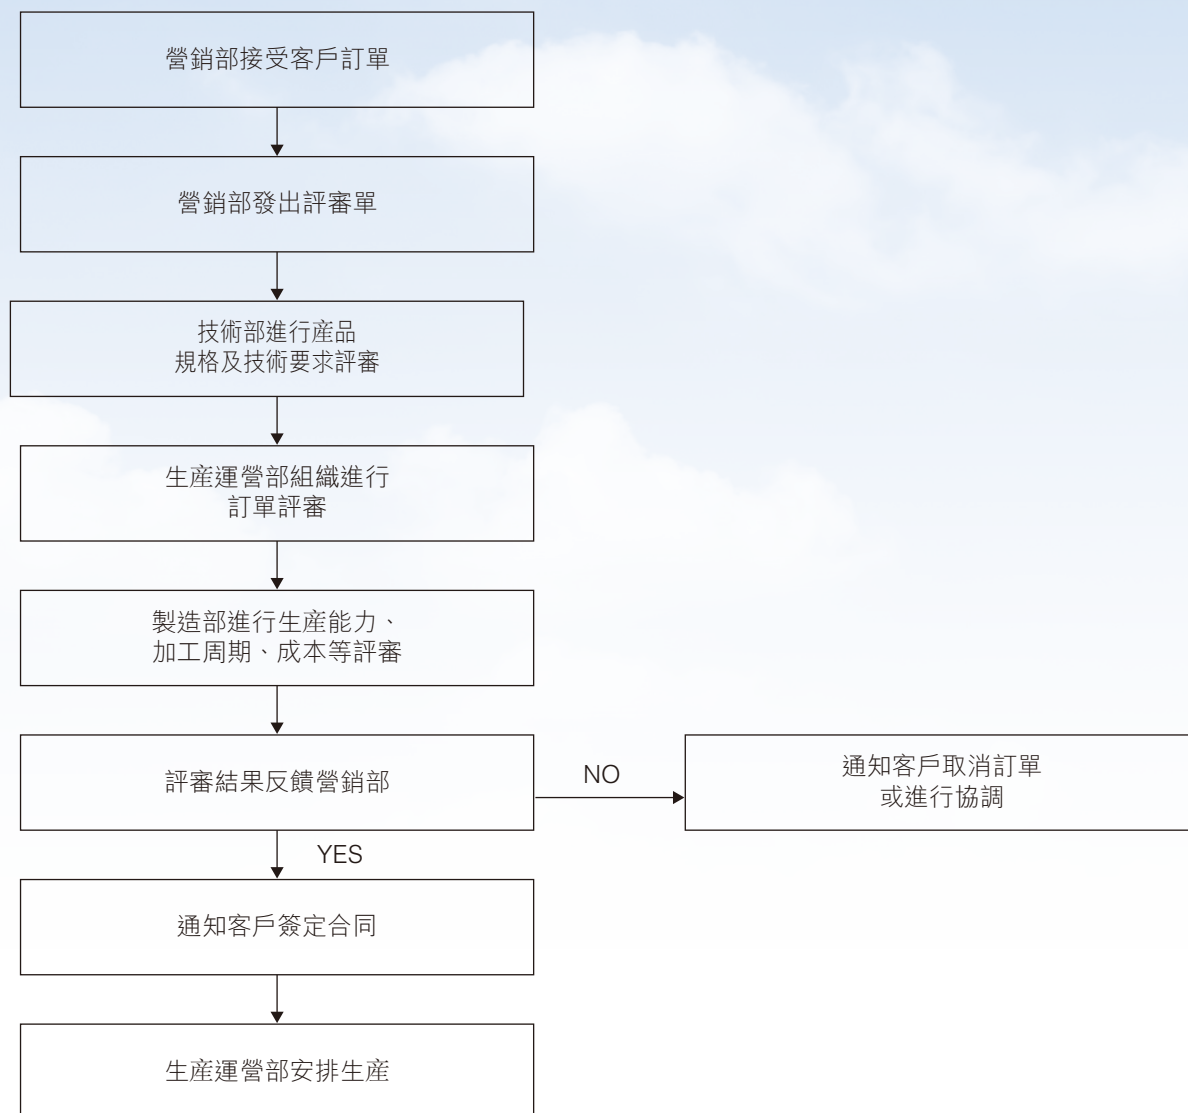 營銷部接受客戶訂單
營銷部發出評審單
技術部進行產品
規格及技術要求評審
生產運營部組織進行
訂單評審
製造部進行生產能力、
加工周期、成本等評審
評審結果反饋營銷部
NO
通知客戶取消訂單
或進行協調
YES
通知客戶簽定合同
生產運營部安排生產